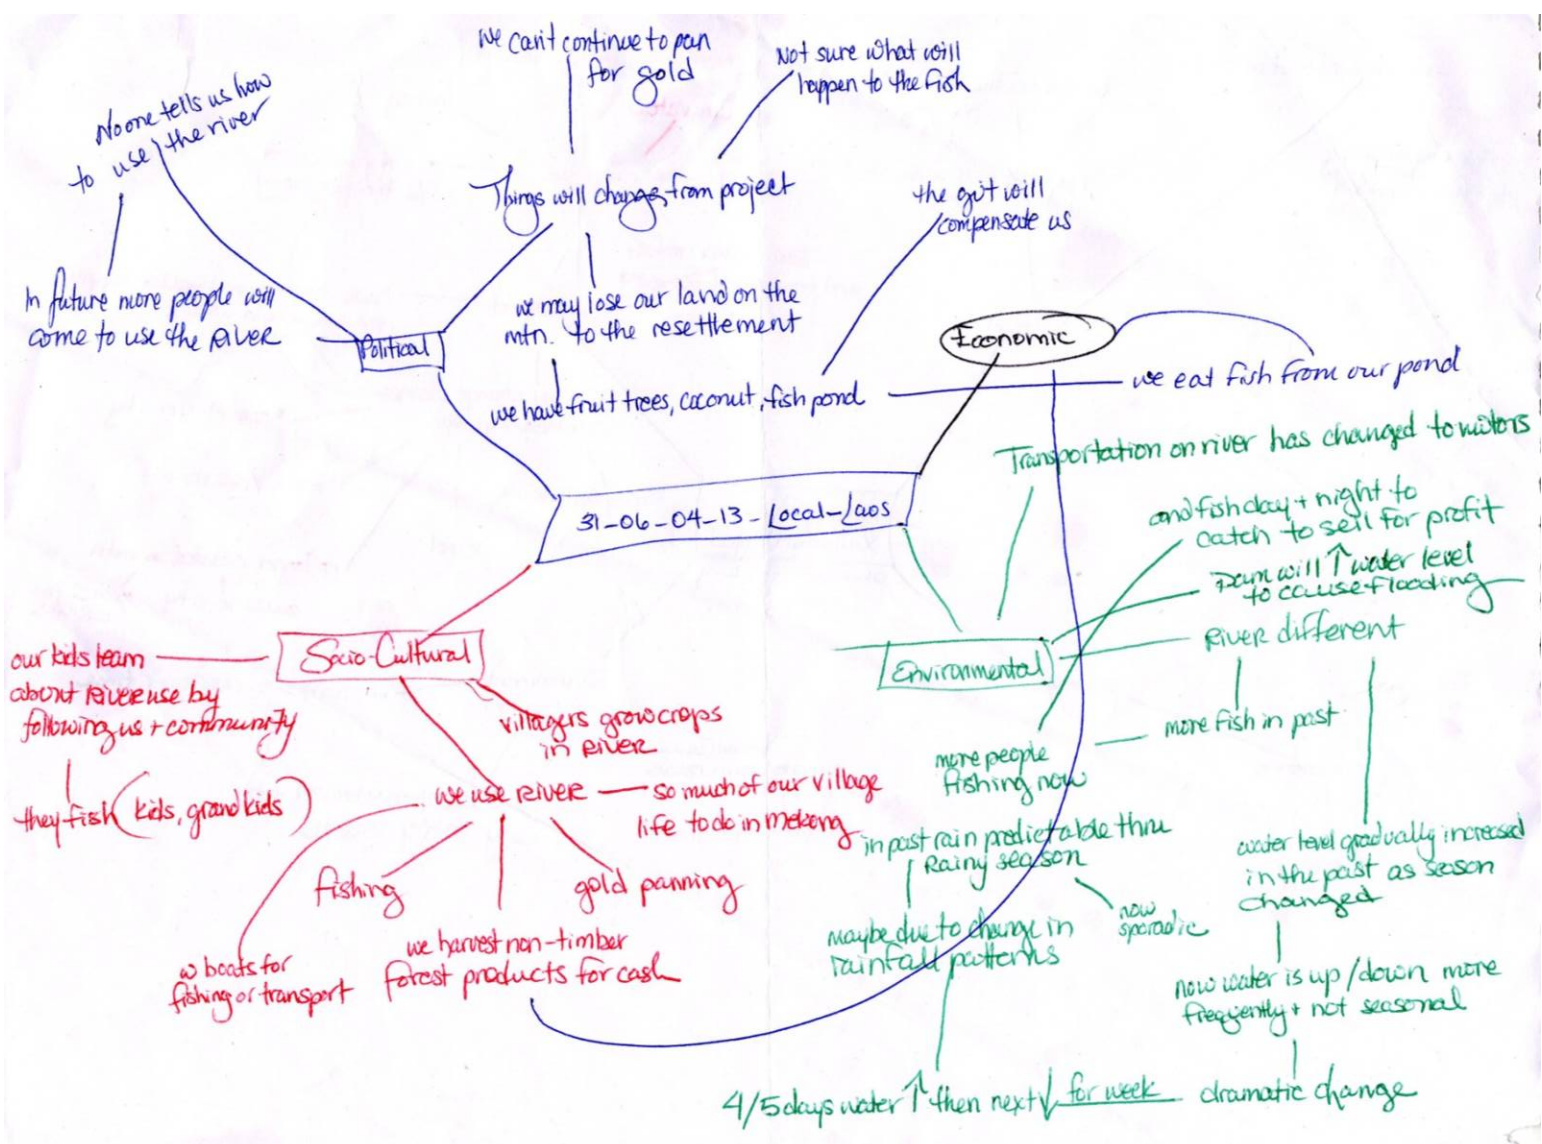 we can't continue to pan
for gold
Not sure what will
happen to the fish
No one tells us how
to use the river
Things will change from project
the gvt will
compensate us
In future more people will
come to use the River
we may lose our land on the
mtn. to the resettlement
Political
Economic
we have fruit trees, coconut, fish pond
we eat fish from our pond
Transportation on river has changed to motors
31-06-04-13-Local-Laos
and fish day + night to
catch to sell for profit
Dam will ↑ water level
to cause flooding
River different
Socio-Cultural
Environmental
our kids learn
about River use by
following us + community
villagers grow crops
in River
more fish in past
more people
fishing now
they fish (kids, grandkids)
we use River
so much of our village
life to do in mekong
in past rain predictable thru
Rainy season
water level gradually increased
in the past as season
changed
fishing
gold panning
now
sporadic
maybe due to change in
rainfall patterns
we harvest non-timber
forest products for cash
w boats for
fishing or transport
now water is up/down more
frequently + not seasonal
4/5 days water ↑ then next ↓ for week
dramatic change